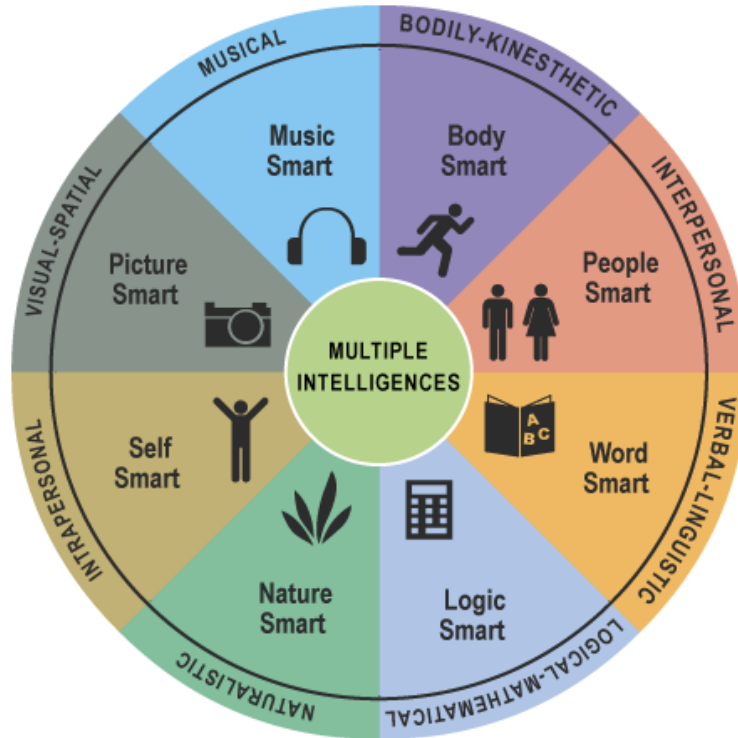 MUSICAL
BODILY-KINESTHETIC
INTERPERSONAL
VERBAL-LINGUISTIC
LOGICAL-MATHEMATICAL
NATURALISTIC
INTRAPERSONAL
VISUAL-SPATIAL
Music
Smart
Body
Smart
People
Smart
Word
Smart
A
B C
Logic
Smart
Nature
Smart
Self
Smart
Picture
Smart
MULTIPLE
INTELLIGENCES